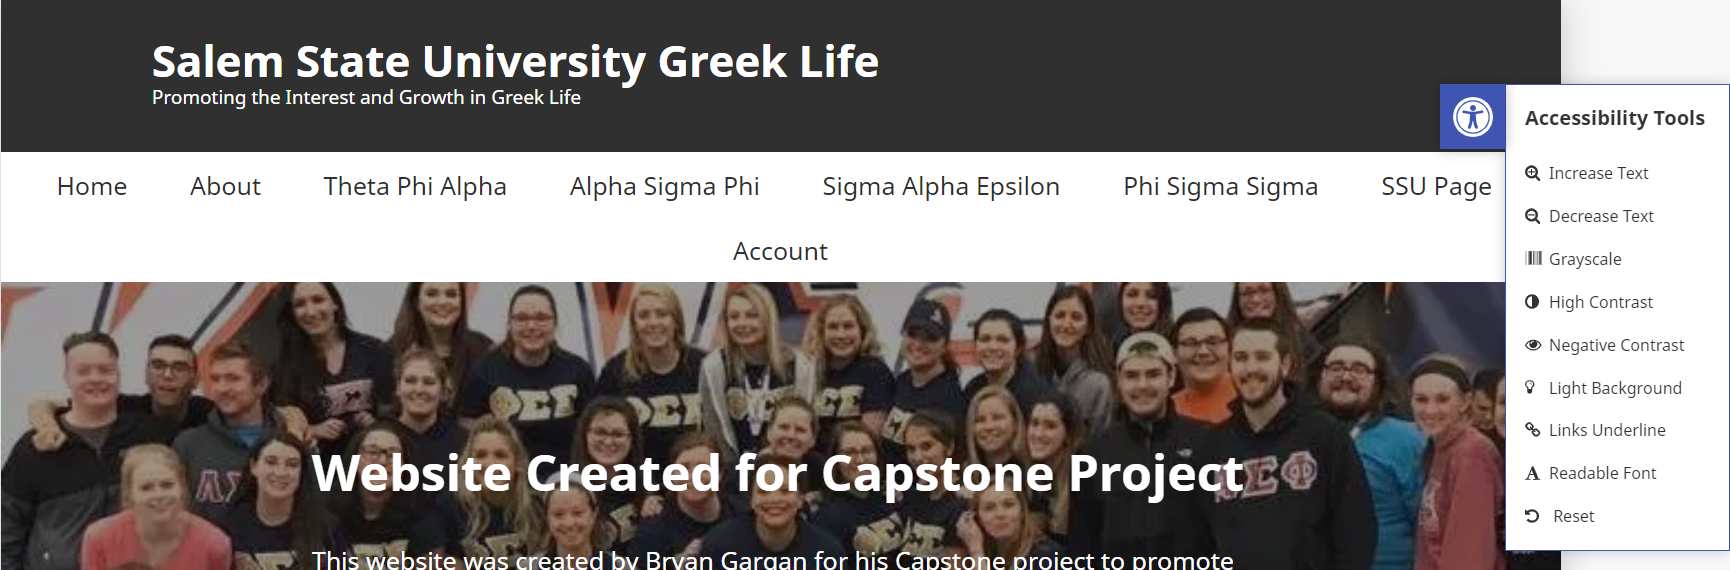 Salem State University Greek Life
Promoting the Interest and Growth in Greek Life
Accessibility Tools
Increase Text
Decrease Text
Grayscale
High Contrast
Negative Contrast
Light Background
Links Underline
Readable Font
Reset
Home About Theta Phi Alpha Alpha Sigma Phi Sigma Alpha Epsilon Phi Sigma Sigma SSU Page
Account
ΦΣΣ
Website Created for Capstone Project
ΣΦ
This website was created by Bryan Gargan for his Capstone project to promote